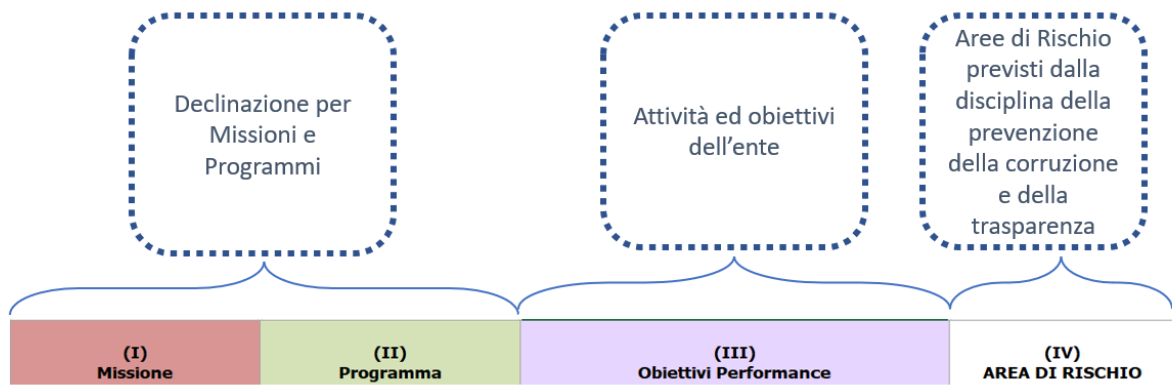 Declinazione per
Missioni e
Programmi
Attività ed obiettivi
dell'ente
Aree di Rischio
previsti dalla
disciplina della
prevenzione
della corruzione
e della
trasparenza
(I)
Missione
(II)
Programma
(III)
Obiettivi Performance
(IV)
AREA DI RISCHIO